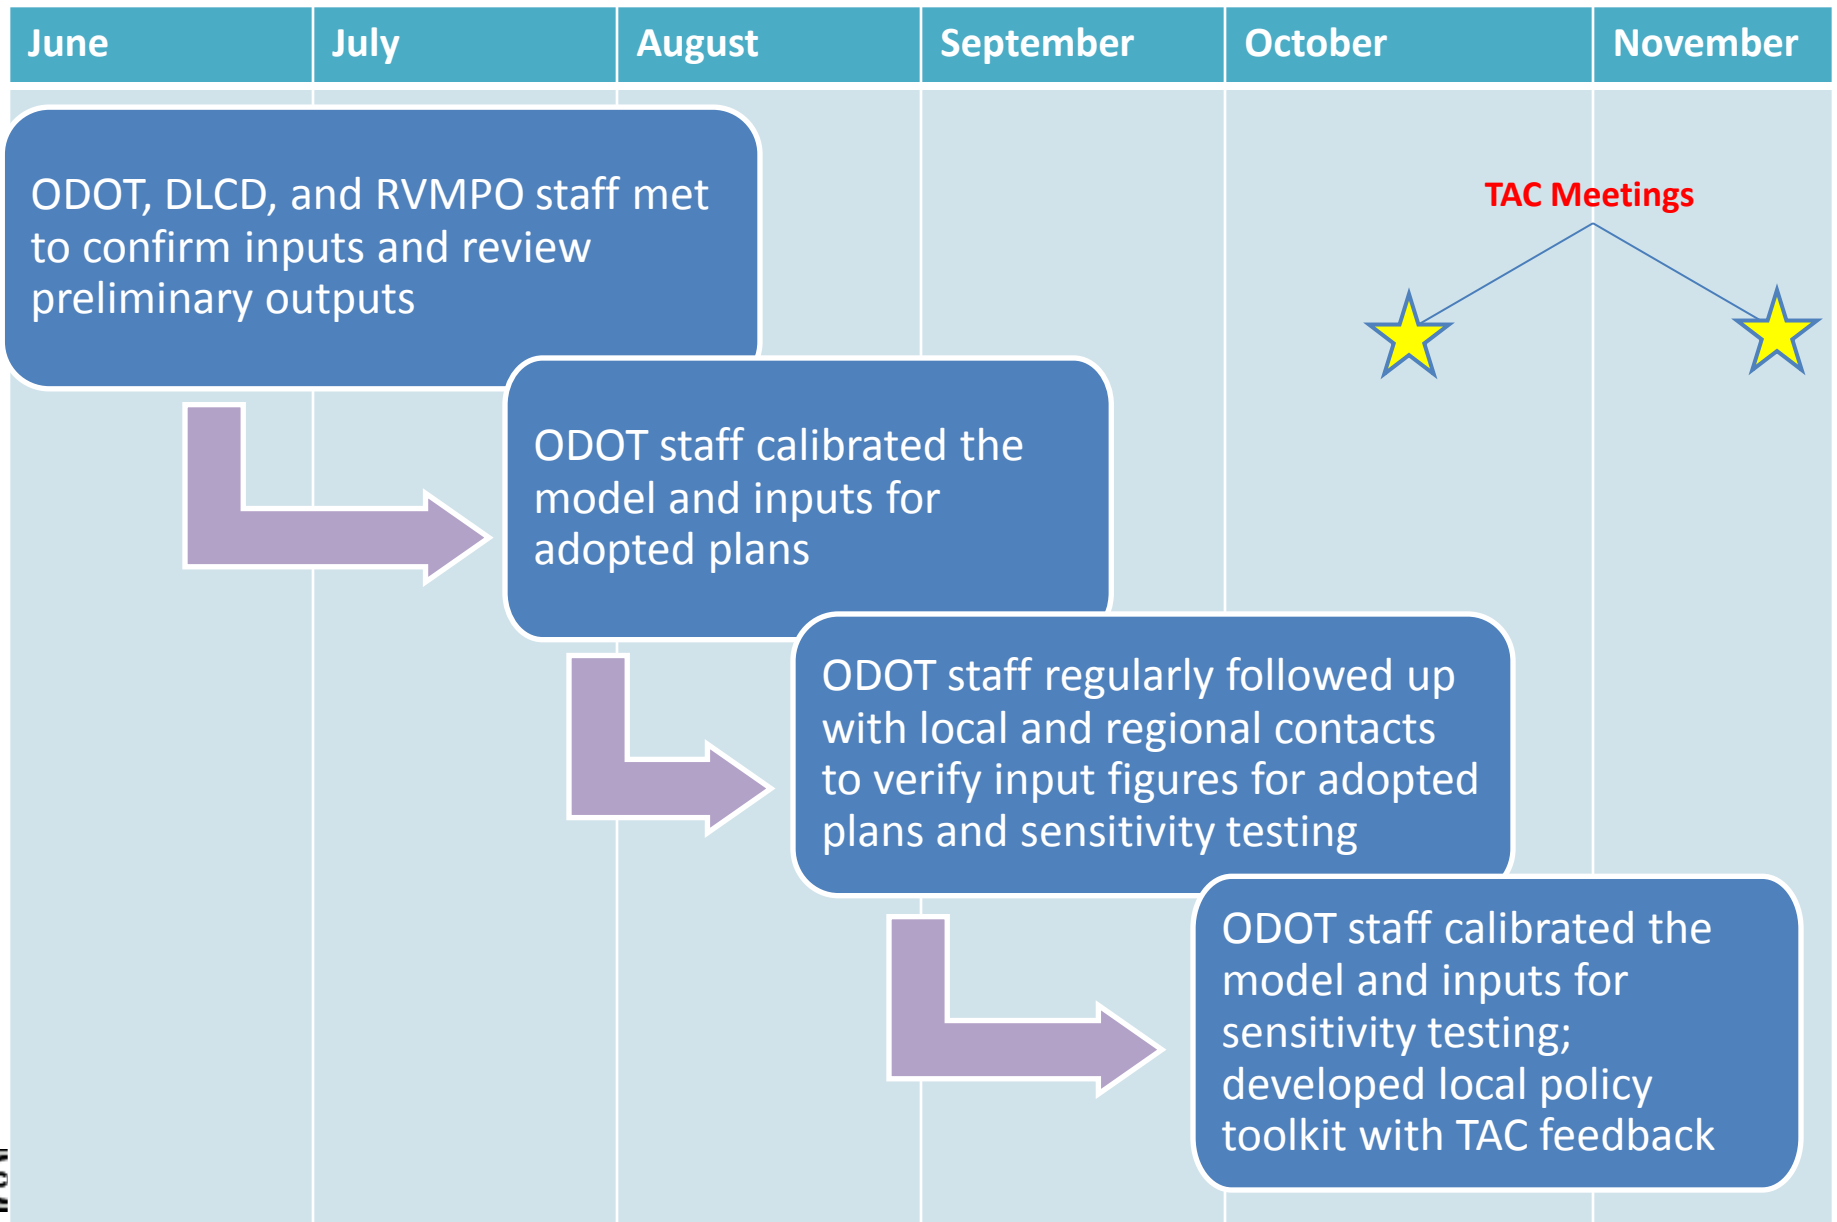 June
July
August
September
October
November
ODOT, DLCD, and RVMPO staff met
to confirm inputs and review
preliminary outputs
TAC Meetings
ODOT staff calibrated the
model and inputs for
adopted plans
ODOT staff regularly followed up
with local and regional contacts
to verify input figures for adopted
plans and sensitivity testing
ODOT staff calibrated the
model and inputs for
sensitivity testing;
developed local policy
toolkit with TAC feedback